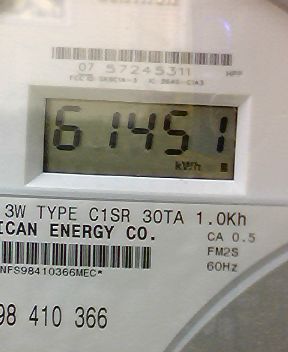 07 57245311 HPP
61451
kWh
3W TYPE C1SR 30TA 1.0Kh
ICAN ENERGY CO.
CA 0.5
FM2S
60Hz
NFS98410366MEC*
98 410 366